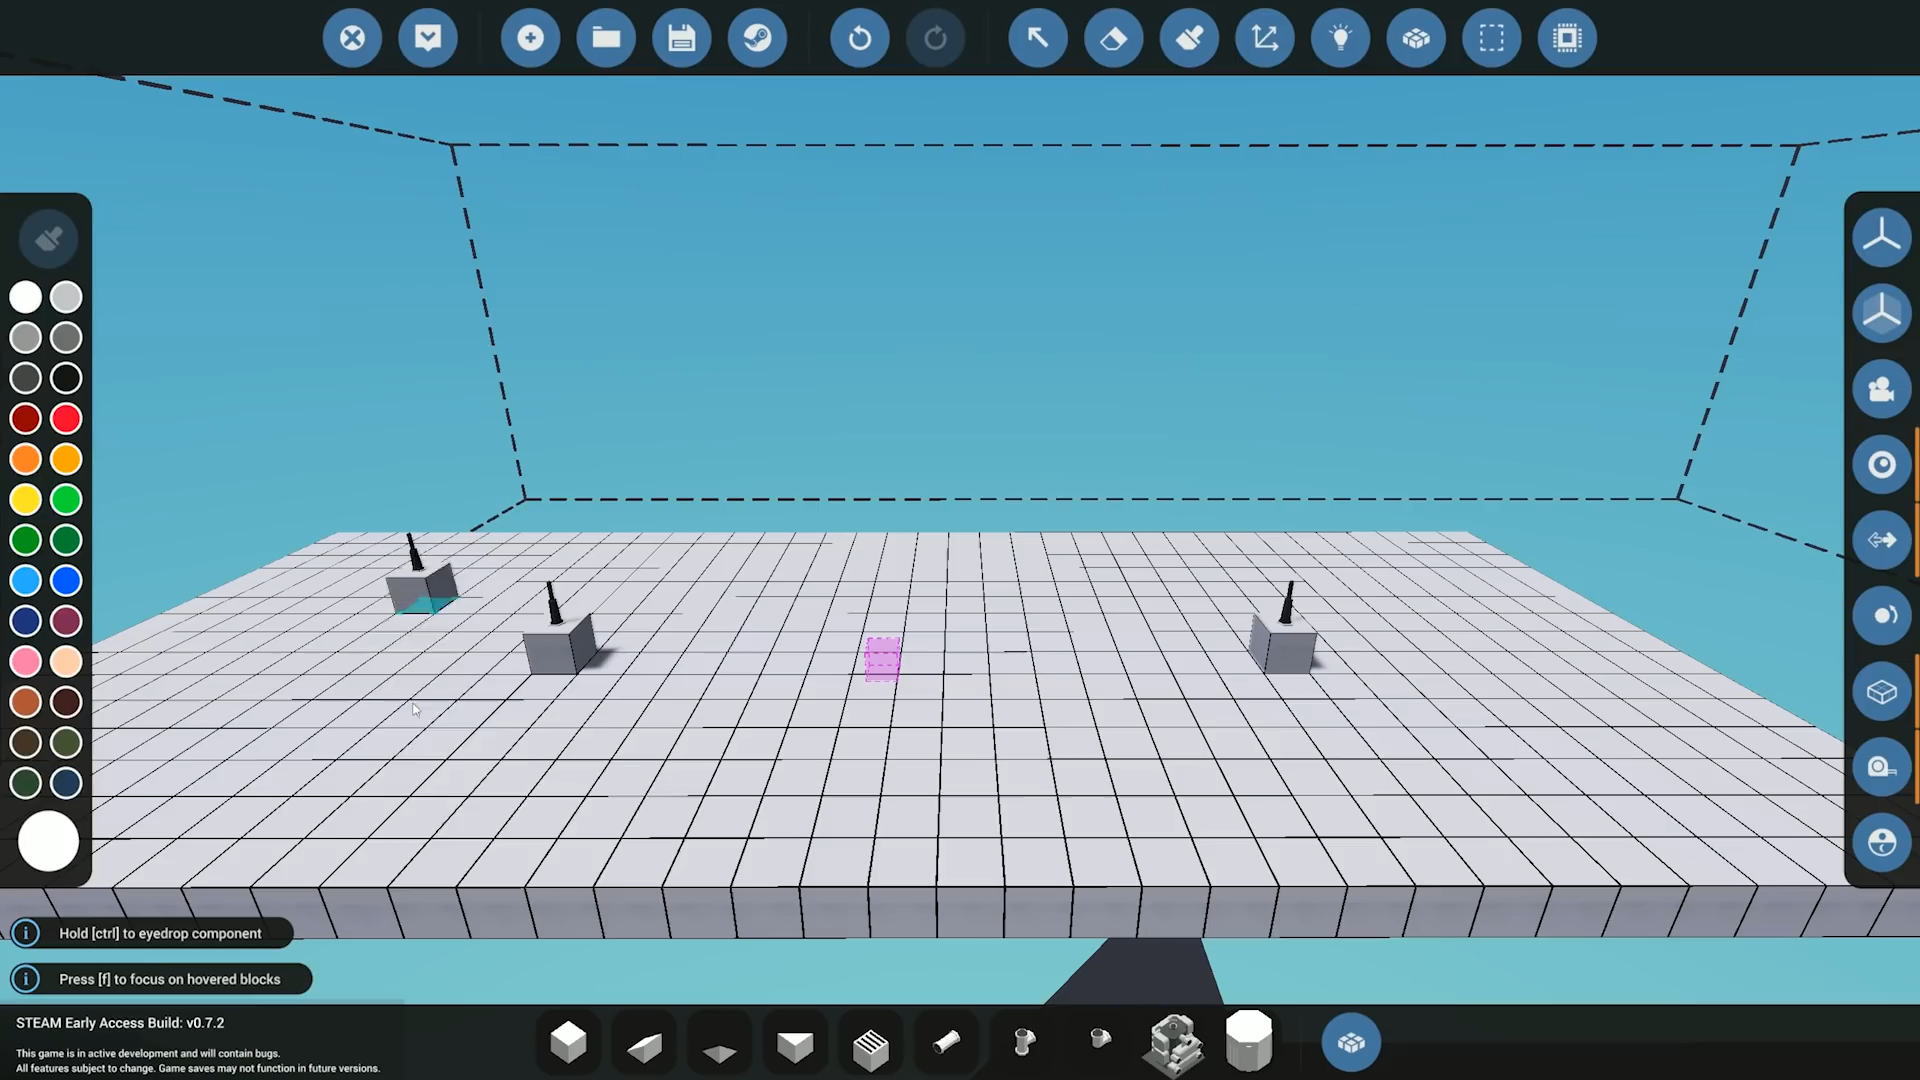 Hold [ctrl] to eyedrop component
Press [f] to focus on hovered blocks
STEAM Early Access Build: v0.7.2
This game is in active development and will contain bugs.
All features subject to change. Game saves may not function in future versions.